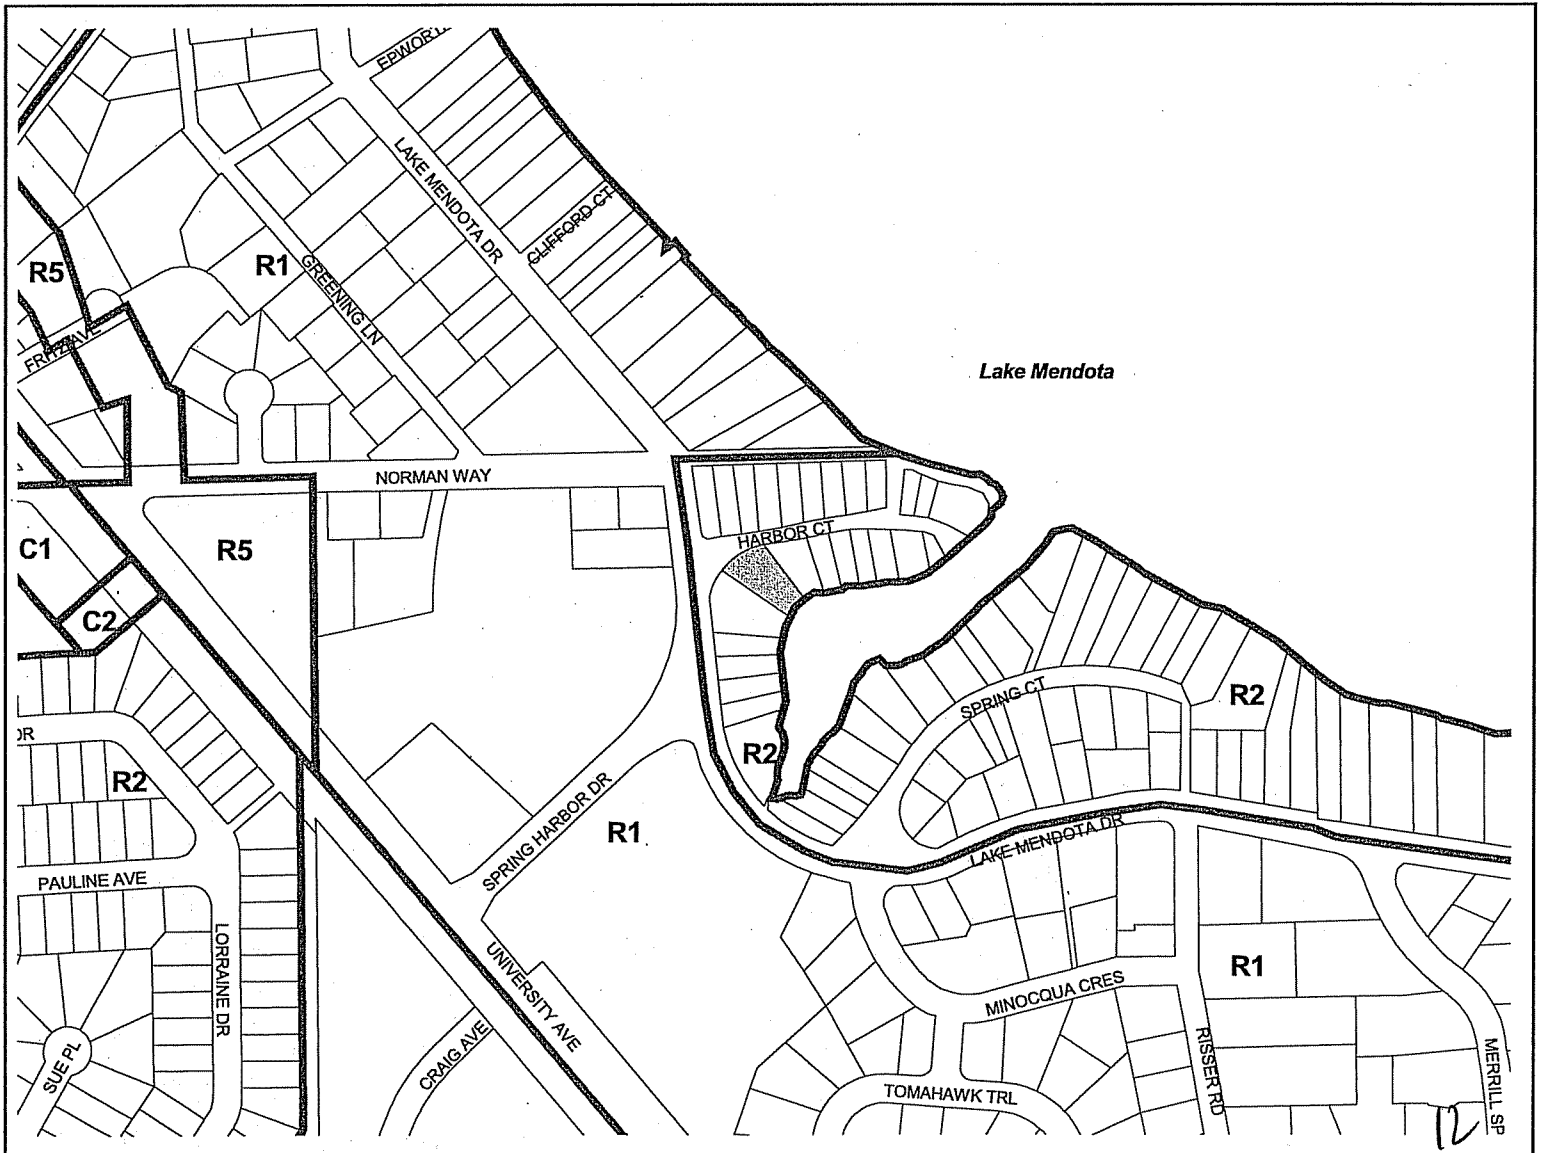 EPWORTH
LAKE MENDOTA DR
CLIFFORD CT
R5
R1
GREENING LN
FRITZ AVE
Lake Mendota
NORMAN WAY
C1
R5
HARBOR CT
C2
R2
SPRING CT
R2
DR
R2
SPRING HARBOR DR
R1
LAKE MENDOTA DR
PAULINE AVE
LORRAINE DR
UNIVERSITY AVE
R1
MINOCQUA CRES
SUE PL
CRAIG AVE
RISSER RD
MERRILL SP
TOMAHAWK TRL
12